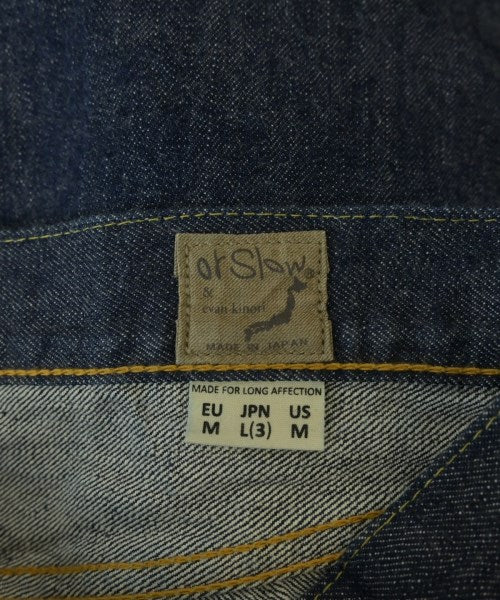 orSlow®
&
evan kinori
MADE IN JAPAN
MADE FOR LONG AFFECTION
EU JPN US
M L(3) M